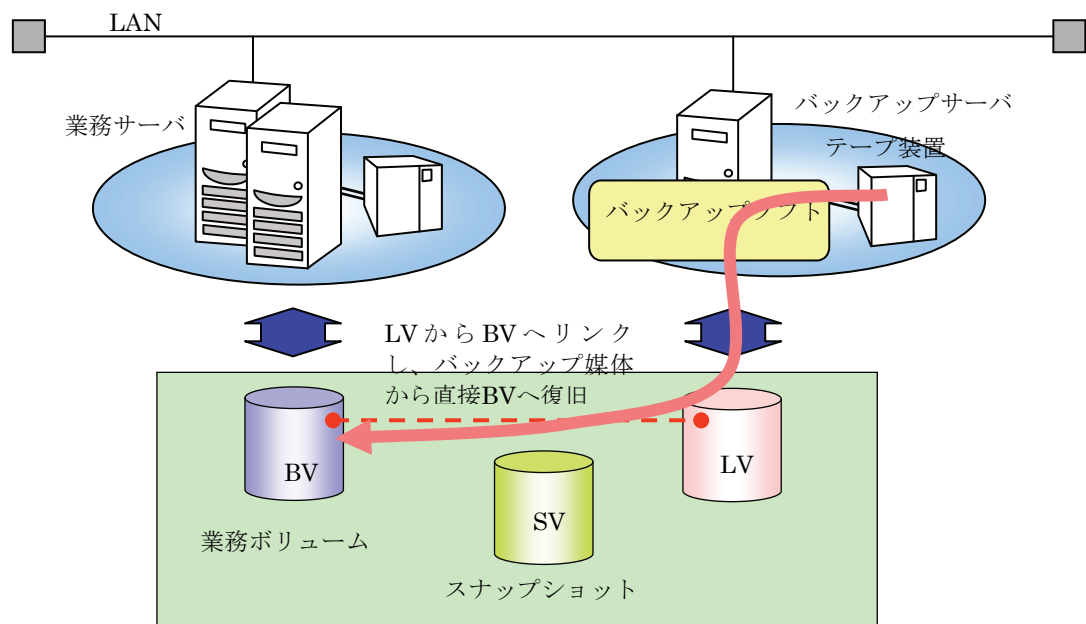 LAN
業務サーバ
バックアップサーバ
テープ装置
バックアップソフト
LVからBVへリンク
し、バックアップ媒体
から直接BVへ復旧
BV
LV
SV
業務ボリューム
スナップショット